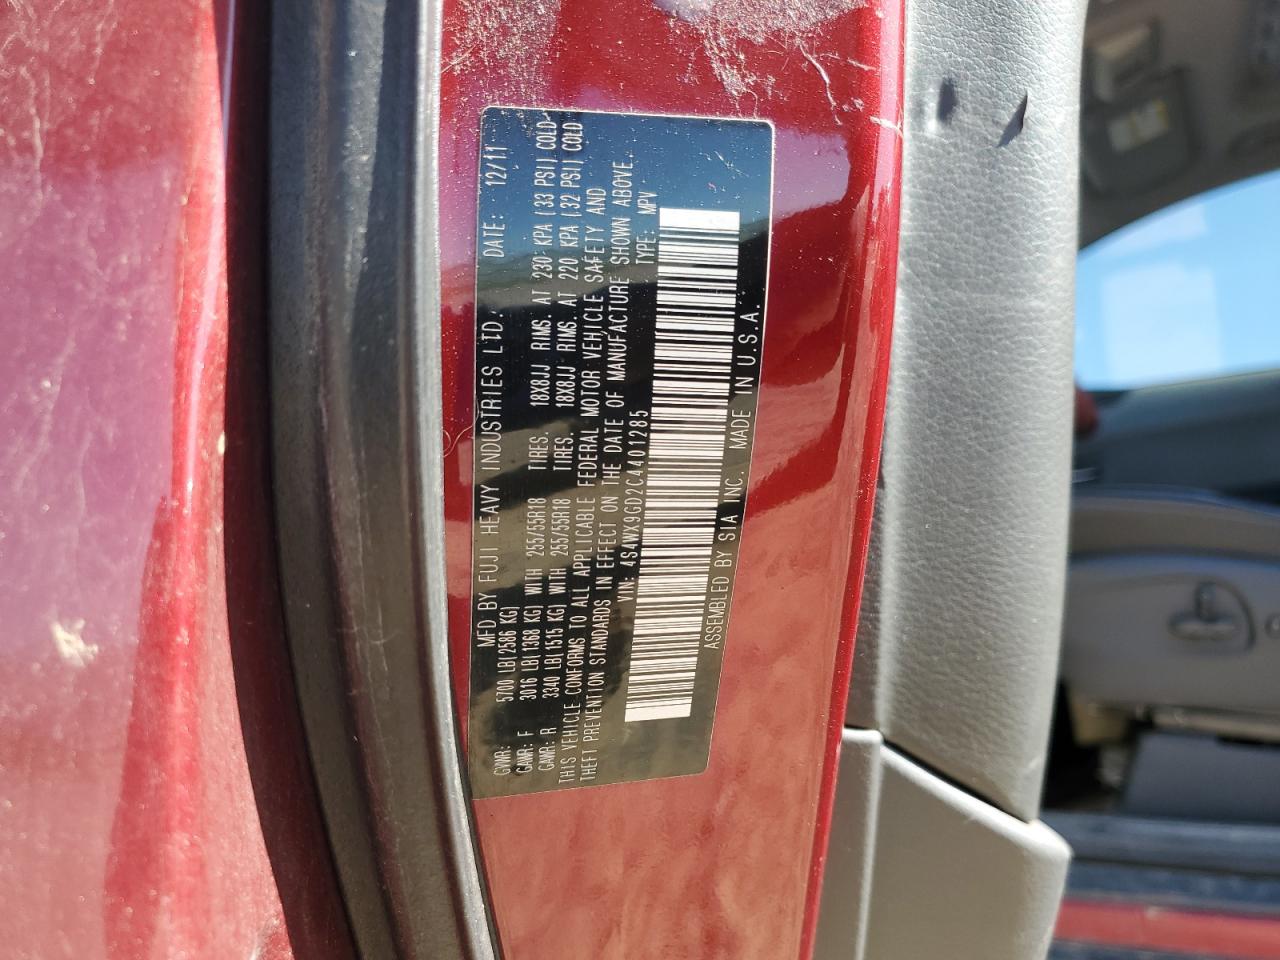 MFD BY FUJI HEAVY INDUSTRIES LTD. DATE: 12/11
GVWR: 5700 LB(2586 KG)
GAWR: F 3016 LB(1368 KG) WITH 255/55R18 TIRES. 18X8JJ RIMS. AT 230 KPA (33 PSI) COLD
GAWR: R 3340 LB(1515 KG) WITH 255/55R18 TIRES. 18X8JJ RIMS. AT 220 KPA (32 PSI) COLD
THIS VEHICLE CONFORMS TO ALL APPLICABLE FEDERAL MOTOR VEHICLE SAFETY AND
THEFT PREVENTION STANDARDS IN EFFECT ON THE DATE OF MANUFACTURE SHOWN ABOVE.
VIN: 4S4WX9GD2C4401285 TYPE: MPV
ASSEMBLED BY SIA INC. MADE IN U.S.A.